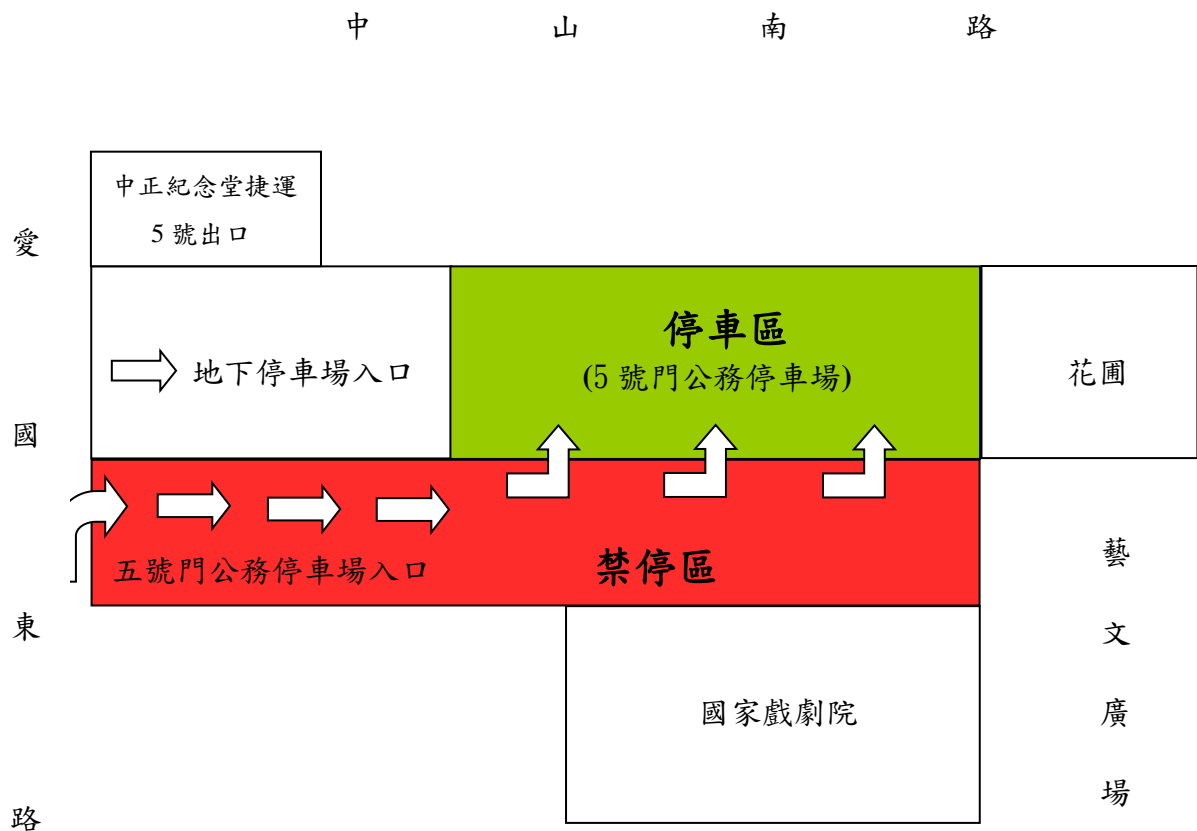 中山南路
中正紀念堂捷運
5 號出口
愛國東路
地下停車場入口
停車區
(5 號門公務停車場)
花圃
五號門公務停車場入口
禁停區
藝文廣場
國家戲劇院